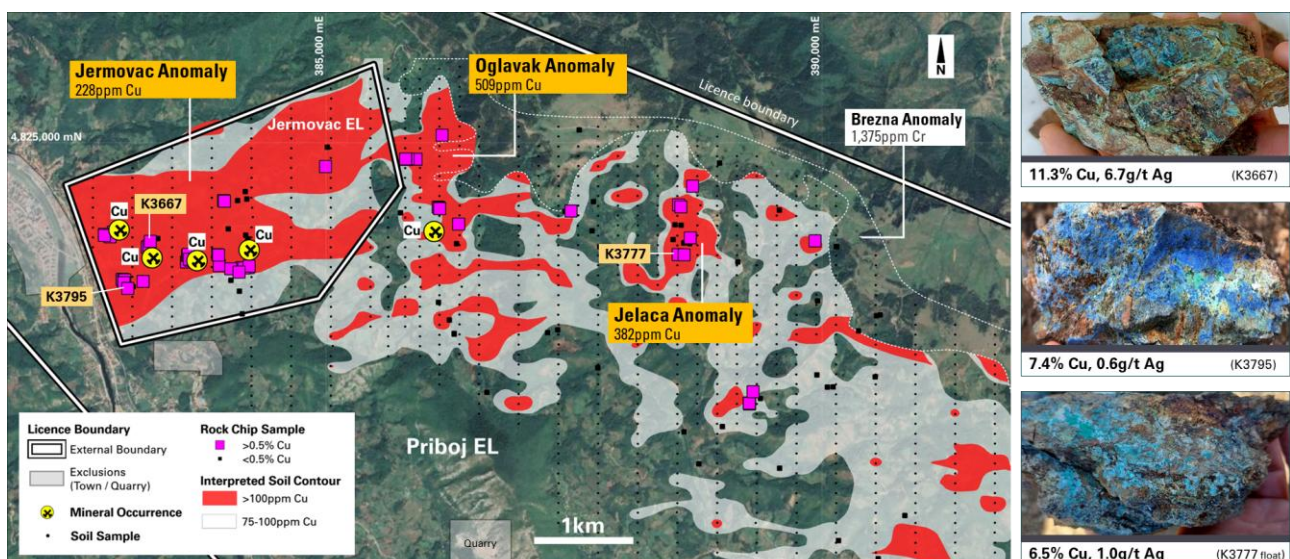 385,000 mE
390,000 mE
4,825,000 mN
N
Jermovac Anomaly
228ppm Cu
Oglavak Anomaly
509ppm Cu
Licence boundary
Brezna Anomaly
1,375ppm Cr
Jermovac EL
Cu
K3667
Cu
Cu
Cu
Cu
K3795
K3777
Jelaca Anomaly
382ppm Cu
Priboj EL
1km
Quarry
Licence Boundary
External Boundary
Exclusions
(Town / Quarry)
Mineral Occurrence
Soil Sample
Rock Chip Sample
>0.5% Cu
<0.5% Cu
Interpreted Soil Contour
>100ppm Cu
75-100ppm Cu
11.3% Cu, 6.7g/t Ag (K3667)
7.4% Cu, 0.6g/t Ag (K3795)
6.5% Cu, 1.0g/t Ag (K3777 float)